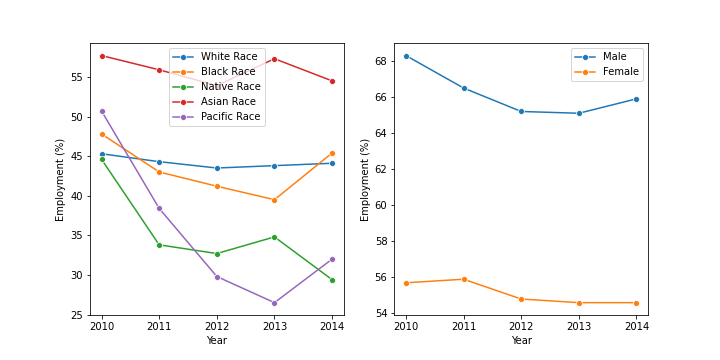 White Race
Black Race
Native Race
Asian Race
Pacific Race
55
50
45
40
35
30
25
Employment (%)
2010 2011 2012 2013 2014
Year
Male
Female
68
66
64
62
60
58
56
54
Employment (%)
2010 2011 2012 2013 2014
Year